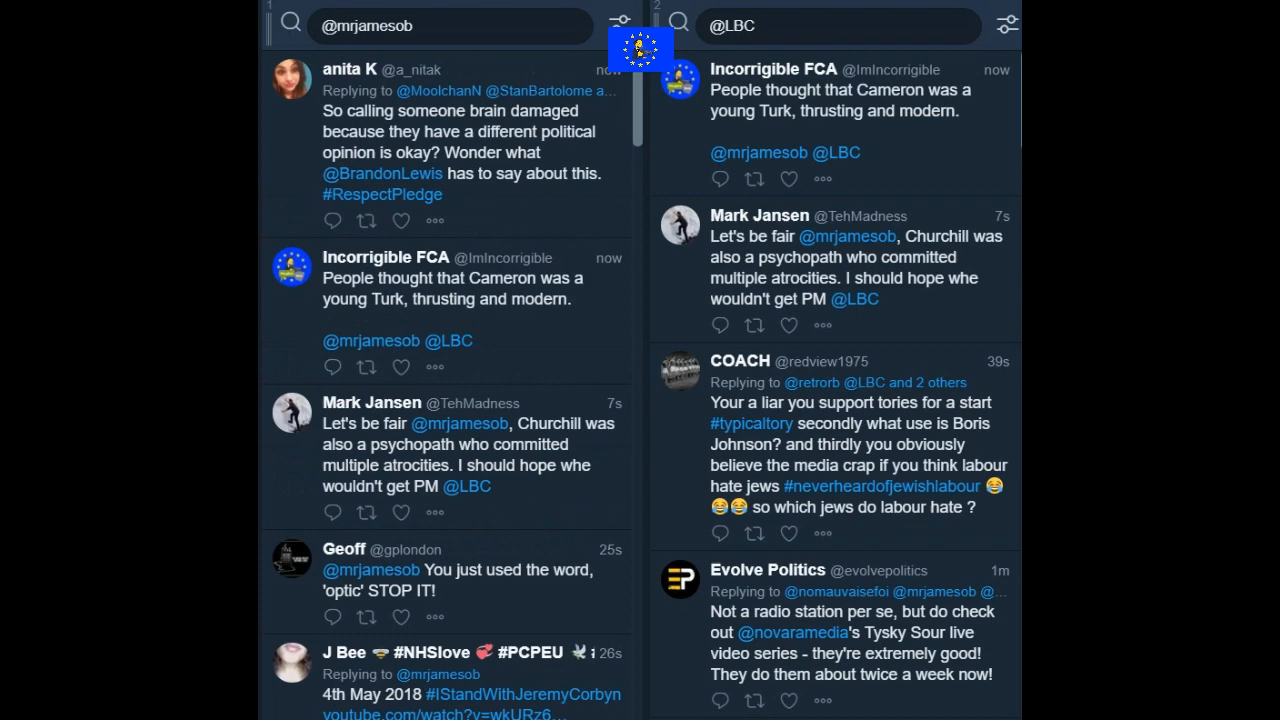 1
@mrjamesob
anita K @a_nitak now
Replying to @MoolchanN @StanBartolome a...
So calling someone brain damaged
because they have a different political
opinion is okay? Wonder what
@BrandonLewis has to say about this.
#RespectPledge
Incorrigible FCA @ImIncorrigible now
People thought that Cameron was a
young Turk, thrusting and modern.
@mrjamesob @LBC
Mark Jansen @TehMadness 7s
Let's be fair @mrjamesob, Churchill was
also a psychopath who committed
multiple atrocities. I should hope whe
wouldn't get PM @LBC
Geoff @gplondon 25s
@mrjamesob You just used the word,
'optic' STOP IT!
J Bee #NHSlove #PCPEU 26s
Replying to @mrjamesob
4th May 2018 #IStandWithJeremyCorbyn
youtube.com/watch?v=wkURz6...
2
@LBC
Incorrigible FCA @ImIncorrigible now
People thought that Cameron was a
young Turk, thrusting and modern.
@mrjamesob @LBC
Mark Jansen @TehMadness 7s
Let's be fair @mrjamesob, Churchill was
also a psychopath who committed
multiple atrocities. I should hope whe
wouldn't get PM @LBC
COACH @redview1975 39s
Replying to @retrorb @LBC and 2 others
Your a liar you support tories for a start
#typicaltory secondly what use is Boris
Johnson? and thirdly you obviously
believe the media crap if you think labour
hate jews #neverheardofjewishlabour 😂
😂😂 so which jews do labour hate ?
EP
Evolve Politics @evolvepolitics 1m
Replying to @nomauvaisefoi @mrjamesob @...
Not a radio station per se, but do check
out @novaramedia's Tysky Sour live
video series - they're extremely good!
They do them about twice a week now!